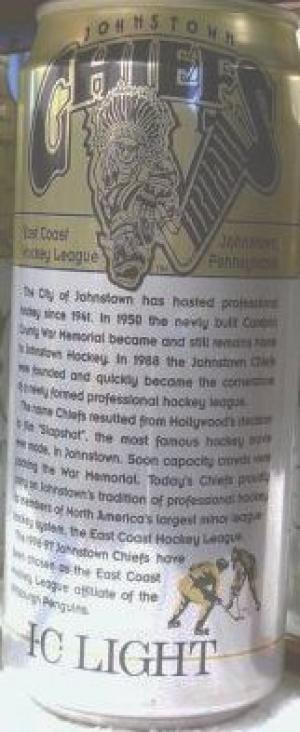 JOHNSTOWN
CHIEFS
East Coast
Hockey League
Johnstown,
Pennsylvania
The City of Johnstown has hosted professional
hockey since 1941. In 1950 the newly built Cambria
County War Memorial became and still remains home
to Johnstown Hockey. In 1988 the Johnstown Chiefs
were founded and quickly became the cornerstone
of a newly formed professional hockey league.
The name Chiefs resulted from Hollywood's decision
to film "Slapshot", the most famous hockey movie
ever made, in Johnstown. Soon capacity crowds were
the War Memorial. Today's Chiefs proudly
on Johnstown's tradition of professional hockey
members of North America's largest minor league
hockey system, the East Coast Hockey League.
The 1996-97 Johnstown Chiefs have
been chosen as the East Coast
Hockey League affiliate of the
Pittsburgh Penguins.
I·C LIGHT